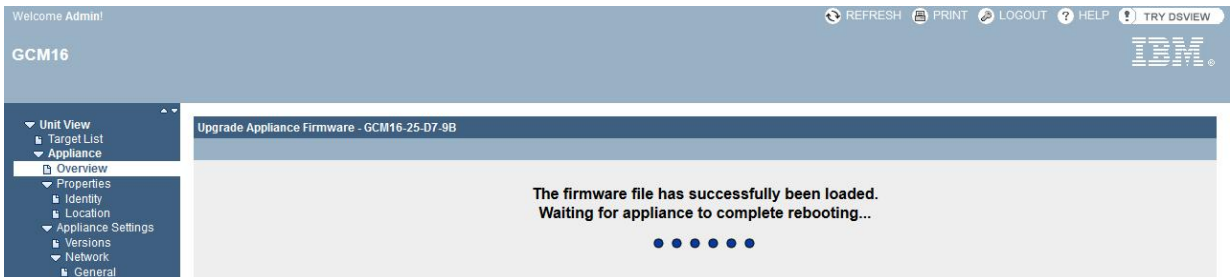 Welcome Admin!
REFRESH PRINT LOGOUT ? HELP ! TRY DSVIEW
GCM16
IBM®
Unit View
Target List
Appliance
Overview
Properties
Identity
Location
Appliance Settings
Versions
Network
General
Upgrade Appliance Firmware - GCM16-25-D7-9B
The firmware file has successfully been loaded.
Waiting for appliance to complete rebooting...